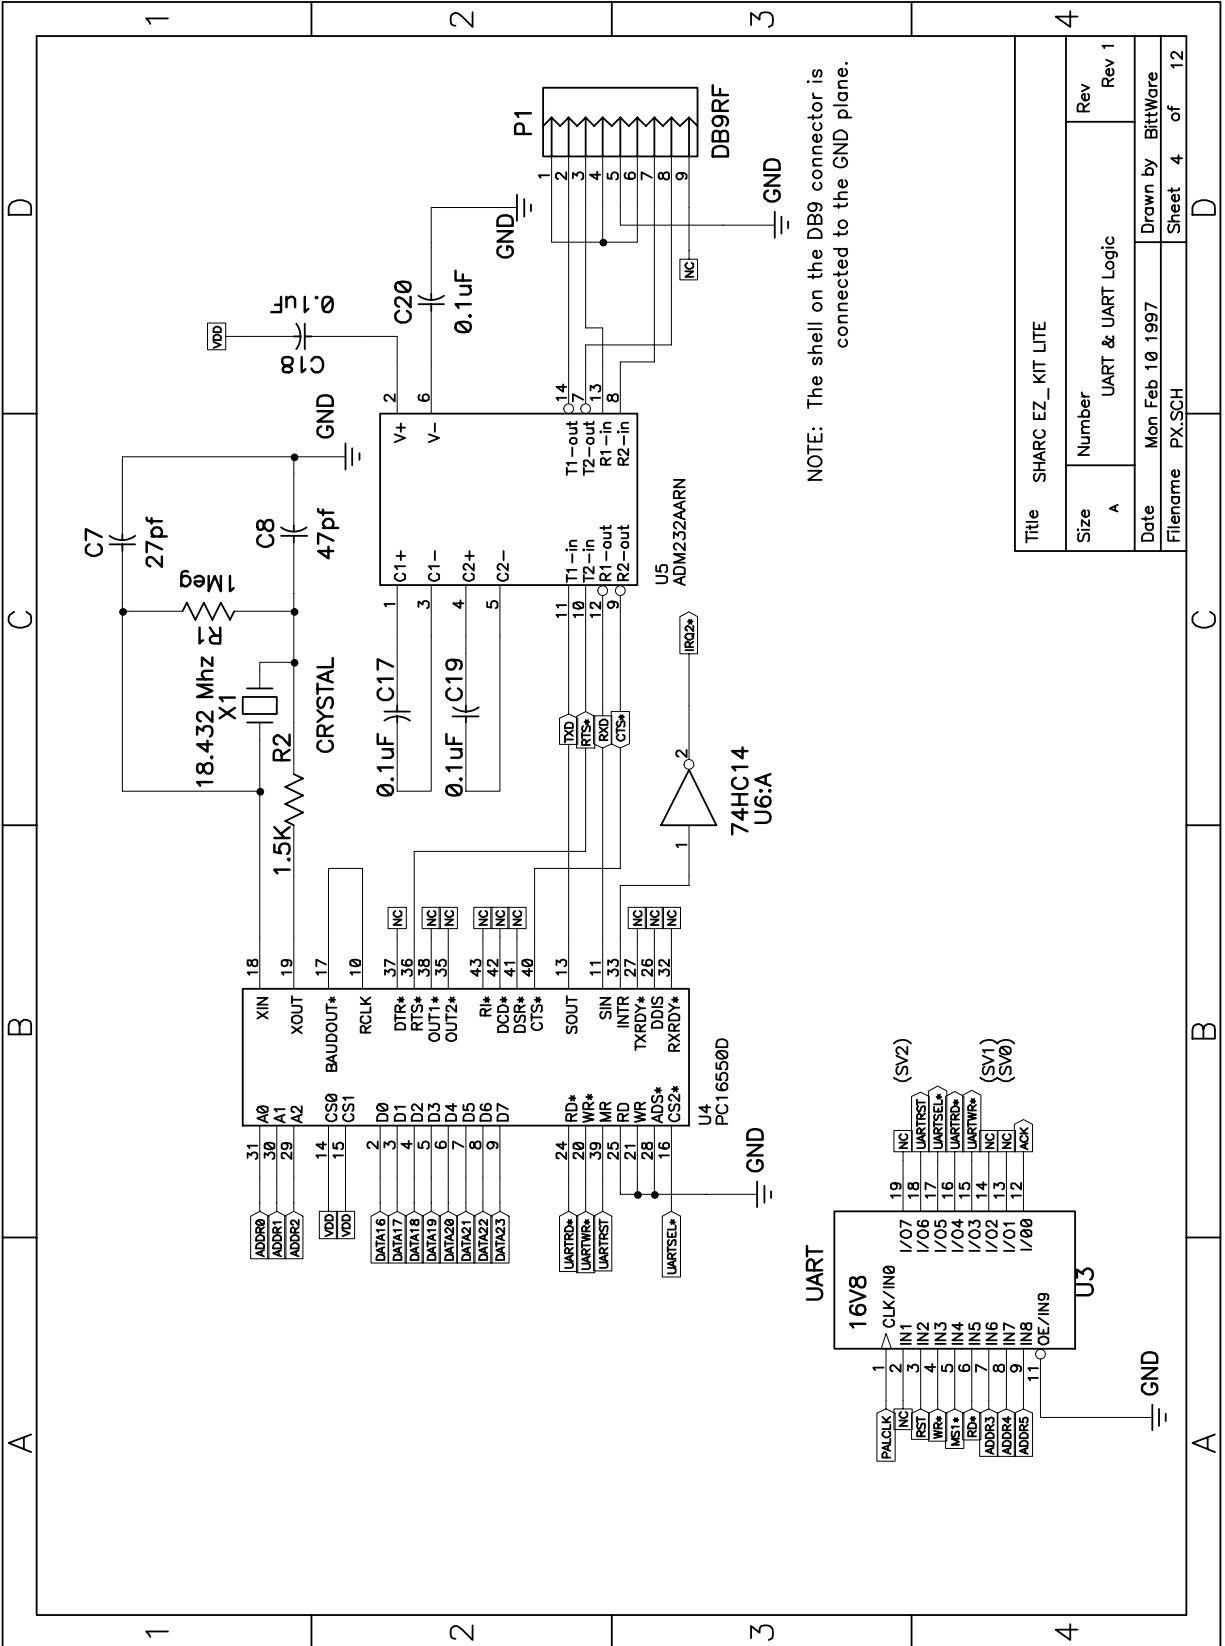 A
B
C
D
1
2
3
4
18.432 Mhz
X1
CRYSTAL
R2
1.5K
R1
1Meg
C7
27pf
C8
47pf
GND
VDD
C18
0.1uF
C20
0.1uF
GND
0.1uF
C17
0.1uF
C19
ADDR0 31 A0
ADDR1 30 A1
ADDR2 29 A2
VDD 14 CS0
VDD 15 CS1
DATA16 2 D0
DATA17 3 D1
DATA18 4 D2
DATA19 5 D3
DATA20 6 D4
DATA21 7 D5
DATA22 8 D6
DATA23 9 D7
UARTRD* 24 RD*
UARTWR* 20 WR*
UARTRST 39 MR
25 RD
21 WR
28 ADS*
UARTSEL* 16 CS2*
GND
XIN 18
XOUT 19
BAUDOUT* 17
RCLK 10
DTR* 37 NC
RTS* 36
OUT1* 38 NC
OUT2* 35 NC
RI* 43 NC
DCD* 42 NC
DSR* 41 NC
CTS* 40
SOUT 13
SIN 11
INTR 33
TXRDY* 27 NC
DDIS 26 NC
RXRDY* 32 NC
U4
PC16550D
TXD
RTS*
RXD
CTS*
1
2
IRQ2*
74HC14
U6:A
1 C1+
3 C1-
4 C2+
5 C2-
11 T1-in
10 T2-in
12 R1-out
9 R2-out
V+ 2
V- 6
T1-out 14
T2-out 7
R1-in 13
R2-in 8
U5
ADM232AARN
P1
1
2
3
4
5
6
7
8
9
DB9RF
NC
GND
NOTE: The shell on the DB9 connector is
connected to the GND plane.
UART
16V8
PALCLK 1 CLK/IN0
NC 2 IN1
RST 3 IN2
WR* 4 IN3
MS1* 5 IN4
RD* 6 IN5
ADDR3 7 IN6
ADDR4 8 IN7
ADDR5 9 IN8
11 OE/IN9
GND
I/O7 19 NC (SV2)
I/O6 18 UARTRST
I/O5 17 UARTSEL*
I/O4 16 UARTRD*
I/O3 15 UARTWR*
I/O2 14 NC (SV1)
I/O1 13 NC (SV0)
I/O0 12 ACK
U3
Title SHARC EZ_KIT LITE
Size A
Number UART & UART Logic
Rev Rev 1
Date Mon Feb 10 1997
Drawn by BittWare
Filename PX.SCH
Sheet 4 of 12
A
B
C
D
1
2
3
4